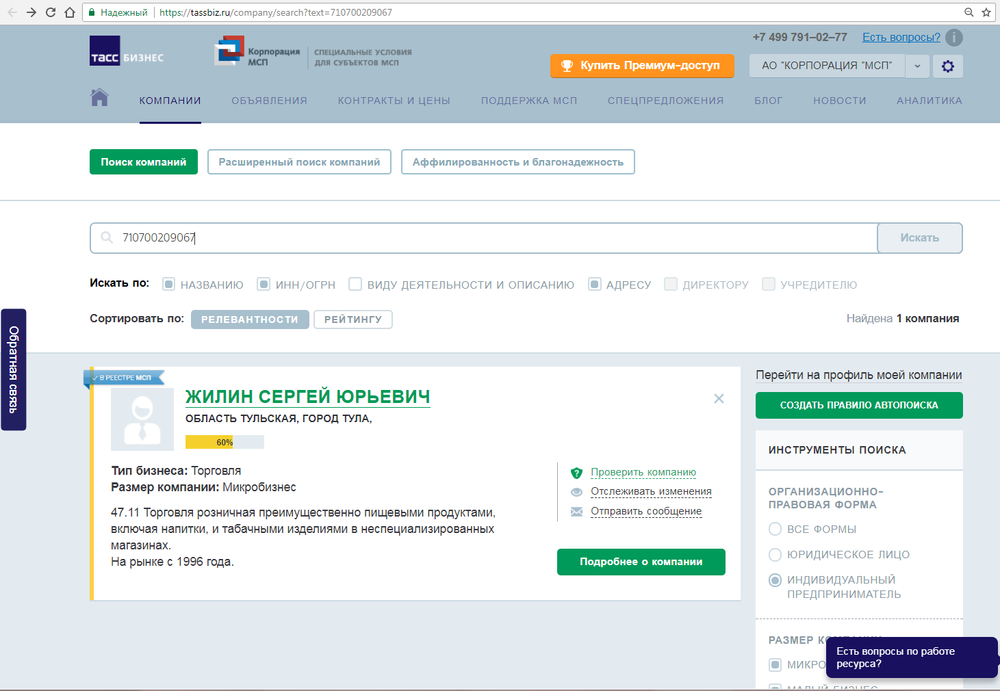 Надежный
https://tassbiz.ru/company/search?text=710700209067
ТАСС БИЗНЕС
Корпорация
МСП
СПЕЦИАЛЬНЫЕ УСЛОВИЯ
ДЛЯ СУБЪЕКТОВ МСП
+7 499 791–02–77
Есть вопросы?
i
Купить Премиум–доступ
АО "КОРПОРАЦИЯ "МСП"
КОМПАНИИ
ОБЪЯВЛЕНИЯ
КОНТРАКТЫ И ЦЕНЫ
ПОДДЕРЖКА МСП
СПЕЦПРЕДЛОЖЕНИЯ
БЛОГ
НОВОСТИ
АНАЛИТИКА
Поиск компаний
Расширенный поиск компаний
Аффилированность и благонадежность
710700209067
Искать
Искать по:
НАЗВАНИЮ
ИНН/ОГРН
ВИДУ ДЕЯТЕЛЬНОСТИ И ОПИСАНИЮ
АДРЕСУ
ДИРЕКТОРУ
УЧРЕДИТЕЛЮ
Сортировать по:
РЕЛЕВАНТНОСТИ
РЕЙТИНГУ
Найдена 1 компания
Обратная связь
В РЕЕСТРЕ МСП
ЖИЛИН СЕРГЕЙ ЮРЬЕВИЧ
ОБЛАСТЬ ТУЛЬСКАЯ, ГОРОД ТУЛА,
60%
Тип бизнеса: Торговля
Размер компании: Микробизнес
47.11 Торговля розничная преимущественно пищевыми продуктами,
включая напитки, и табачными изделиями в неспециализированных
магазинах.
На рынке с 1996 года.
Проверить компанию
Отслеживать изменения
Отправить сообщение
Подробнее о компании
Перейти на профиль моей компании
СОЗДАТЬ ПРАВИЛО АВТОПОИСКА
ИНСТРУМЕНТЫ ПОИСКА
ОРГАНИЗАЦИОННО–
ПРАВОВАЯ ФОРМА
ВСЕ ФОРМЫ
ЮРИДИЧЕСКОЕ ЛИЦО
ИНДИВИДУАЛЬНЫЙ
ПРЕДПРИНИМАТЕЛЬ
РАЗМЕР КОМПАНИИ
МИКРО
МАЛЫЙ БИЗНЕС
Есть вопросы по работе
ресурса?